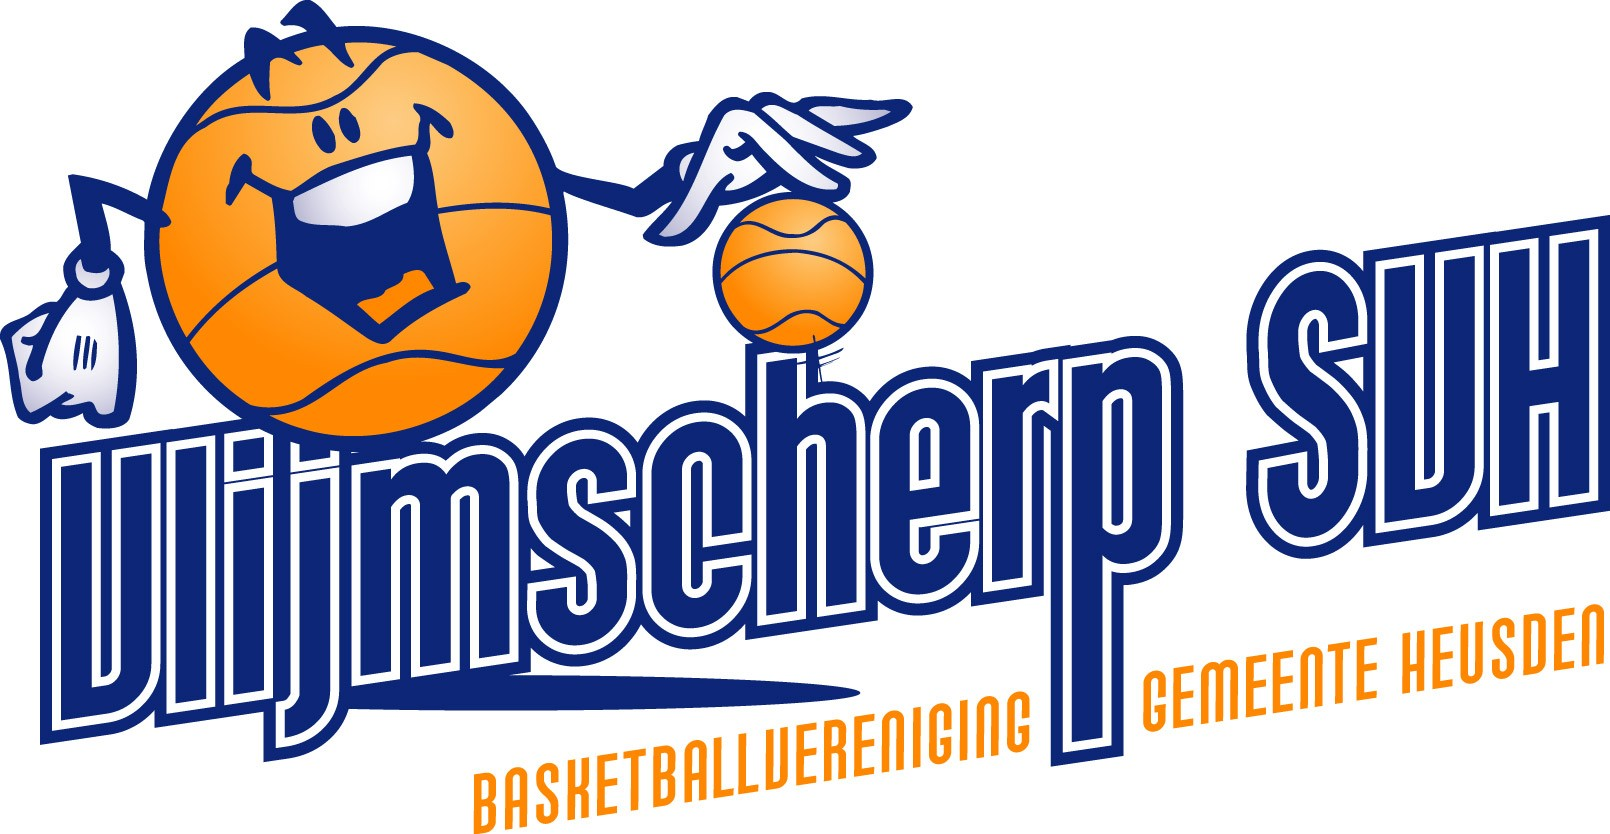 Vlijmscherp SVH
BASKETBALLVERENIGING GEMEENTE HEUSDEN